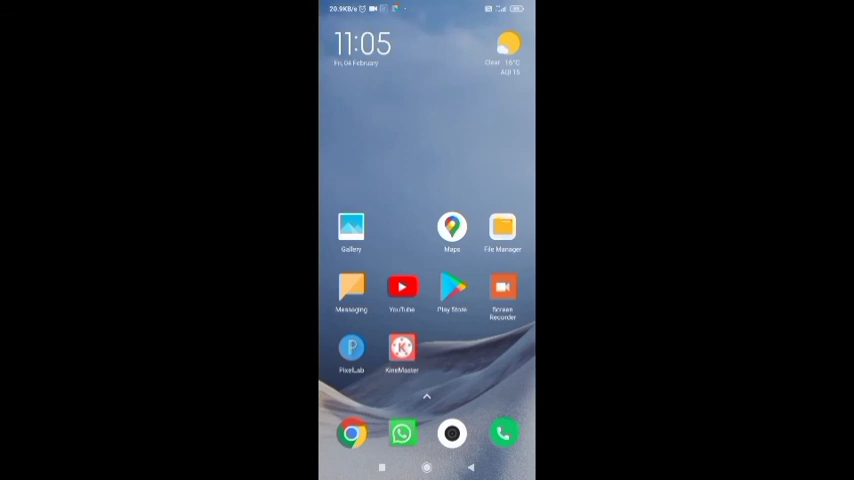 20.9KB/s
11:05
Fri, 04 February
Clear 16°C
AQI 15
Gallery
Maps
File Manager
Messaging
YouTube
Play Store
Screen
Recorder
PixelLab
KineMaster